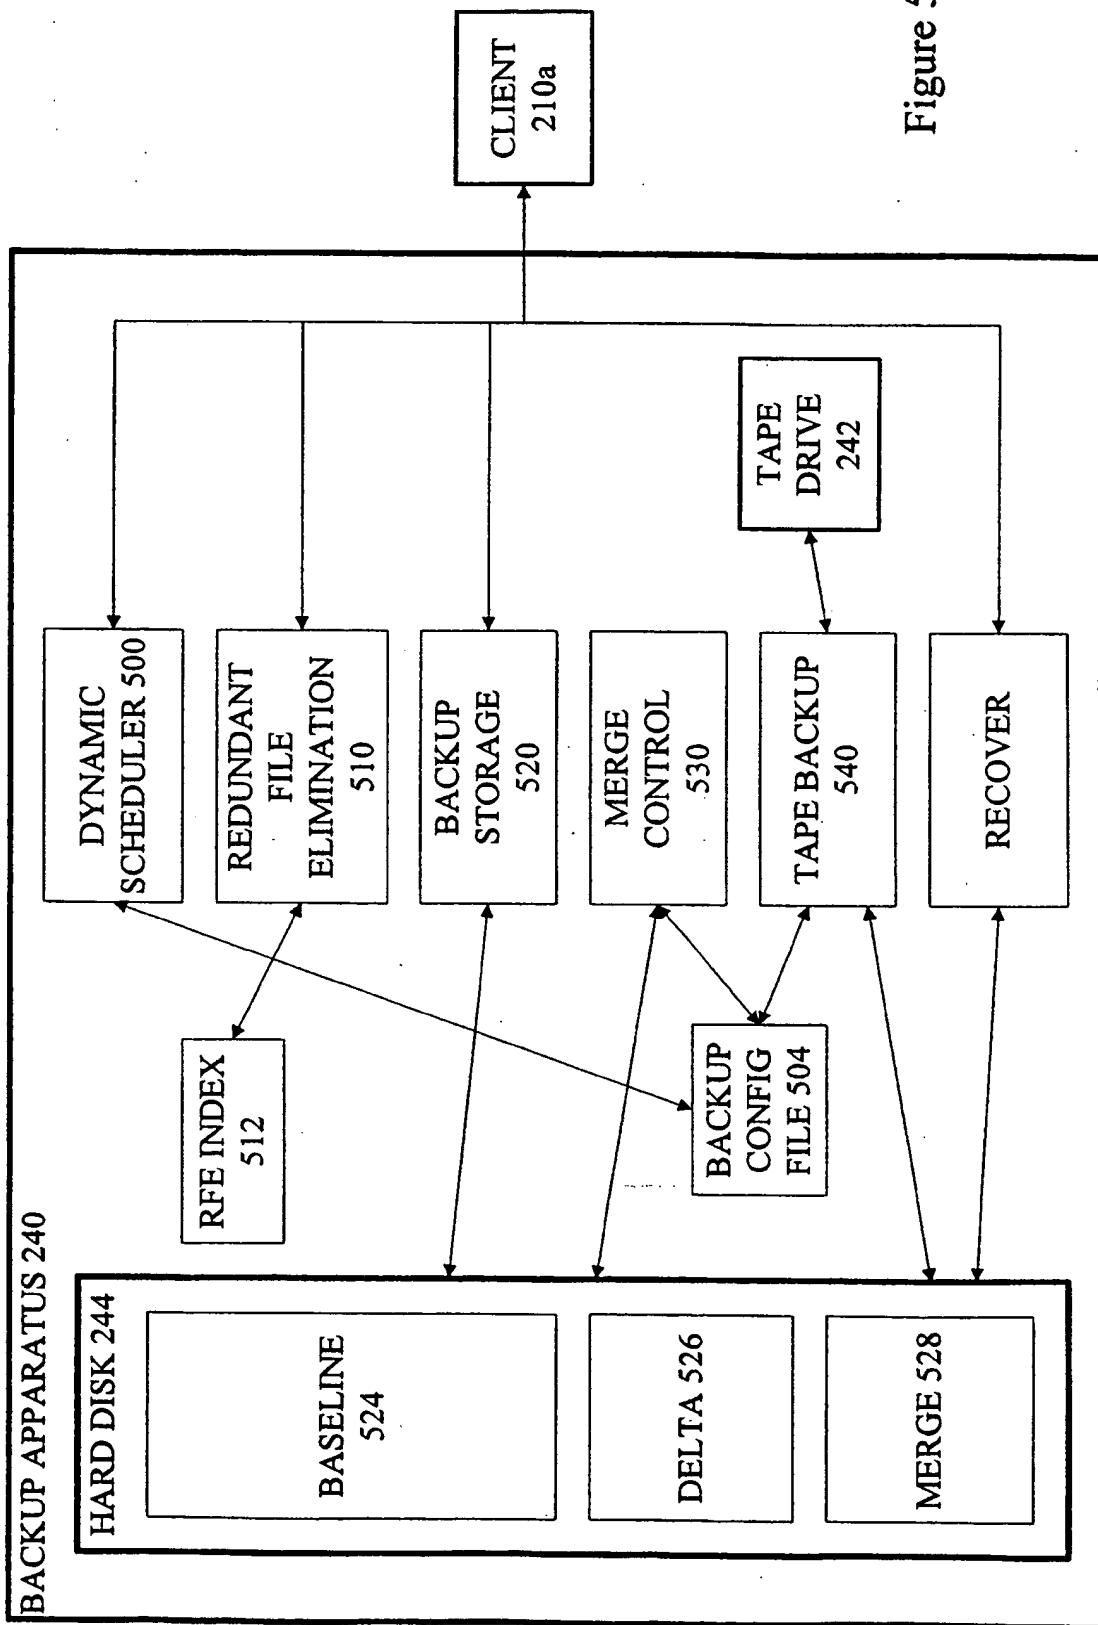 BACKUP APPARATUS 240
HARD DISK 244
BASELINE
524
DELTA 526
MERGE 528
RFE INDEX
512
BACKUP
CONFIG
FILE 504
DYNAMIC
SCHEDULER 500
REDUNDANT
FILE
ELIMINATION
510
BACKUP
STORAGE
520
MERGE
CONTROL
530
TAPE BACKUP
540
RECOVER
TAPE
DRIVE
242
CLIENT
210a
Figure 5